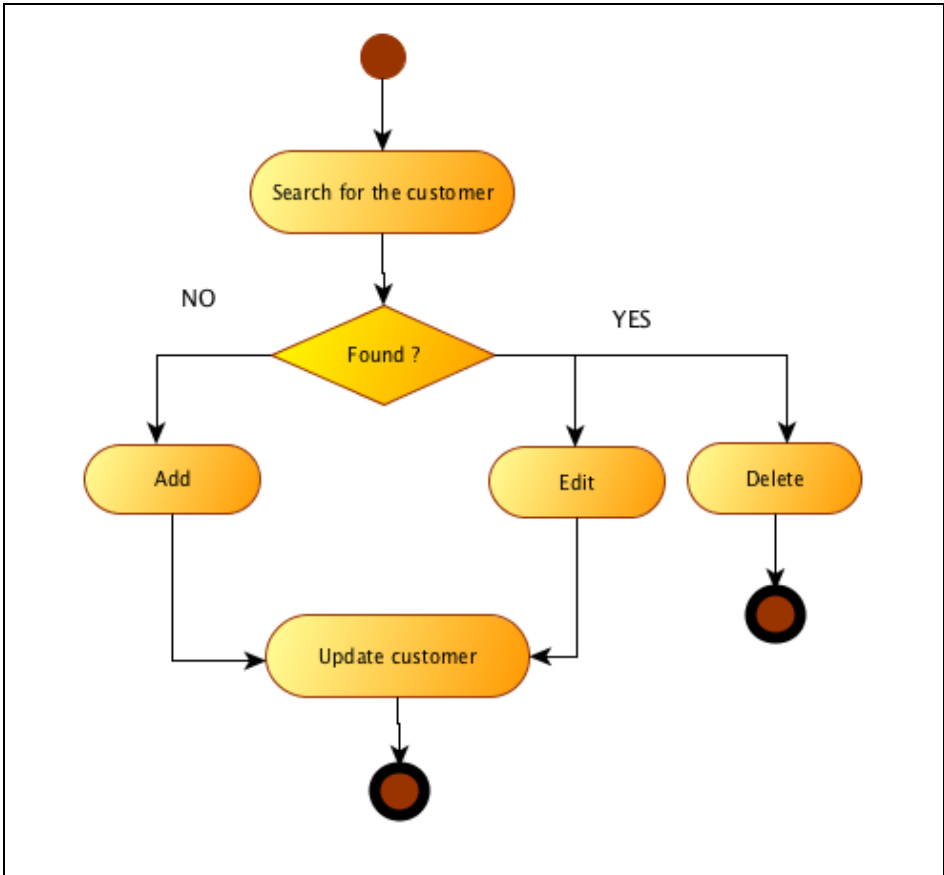 Search for the customer
NO
YES
Found ?
Add
Edit
Delete
Update customer